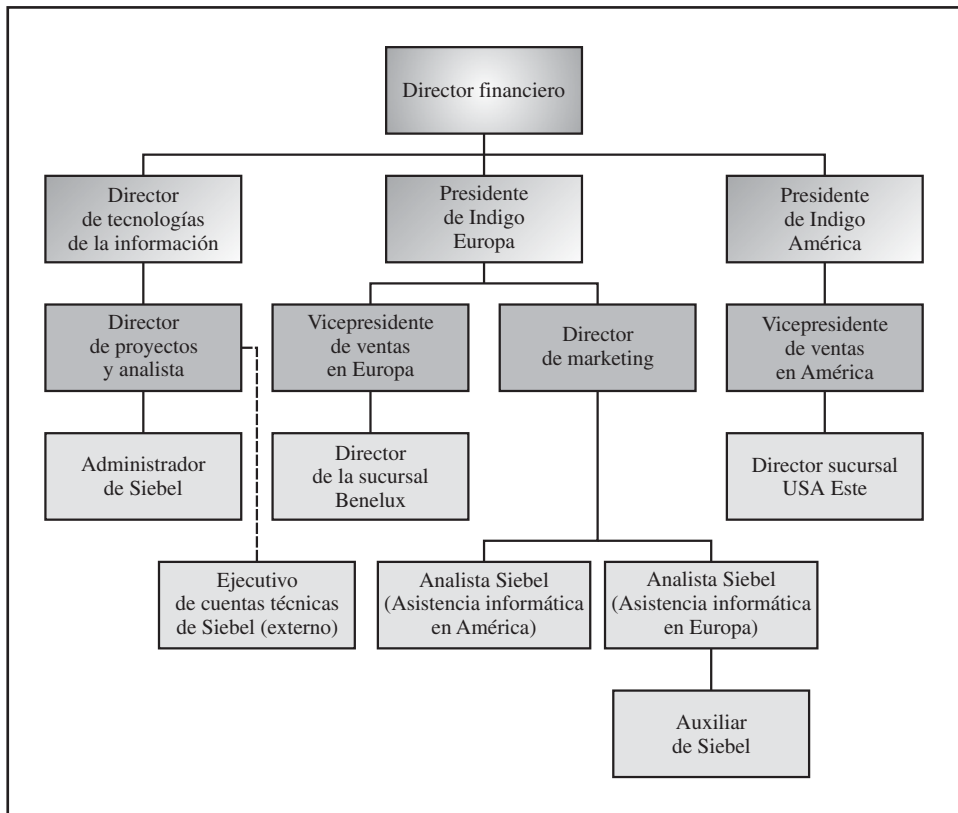 Director financiero
Director
de tecnologías
de la información
Presidente
de Indigo
Europa
Presidente
de Indigo
América
Director
de proyectos
y analista
Vicepresidente
de ventas
en Europa
Director
de marketing
Vicepresidente
de ventas
en América
Administrador
de Siebel
Director
de la sucursal
Benelux
Director sucursal
USA Este
Ejecutivo
de cuentas técnicas
de Siebel (externo)
Analista Siebel
(Asistencia informática
en América)
Analista Siebel
(Asistencia informática
en Europa)
Auxiliar
de Siebel